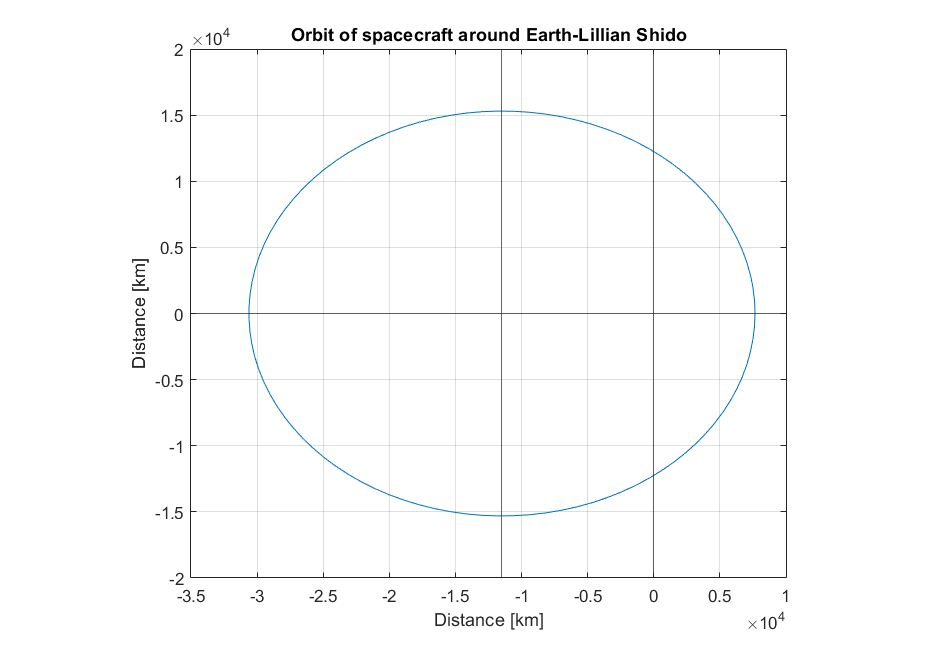 Orbit of spacecraft around Earth-Lillian Shido
×10^4
2
1.5
1
0.5
0
-0.5
-1
-1.5
-2
Distance [km]
-3.5 -3 -2.5 -2 -1.5 -1 -0.5 0 0.5 1
Distance [km]
×10^4